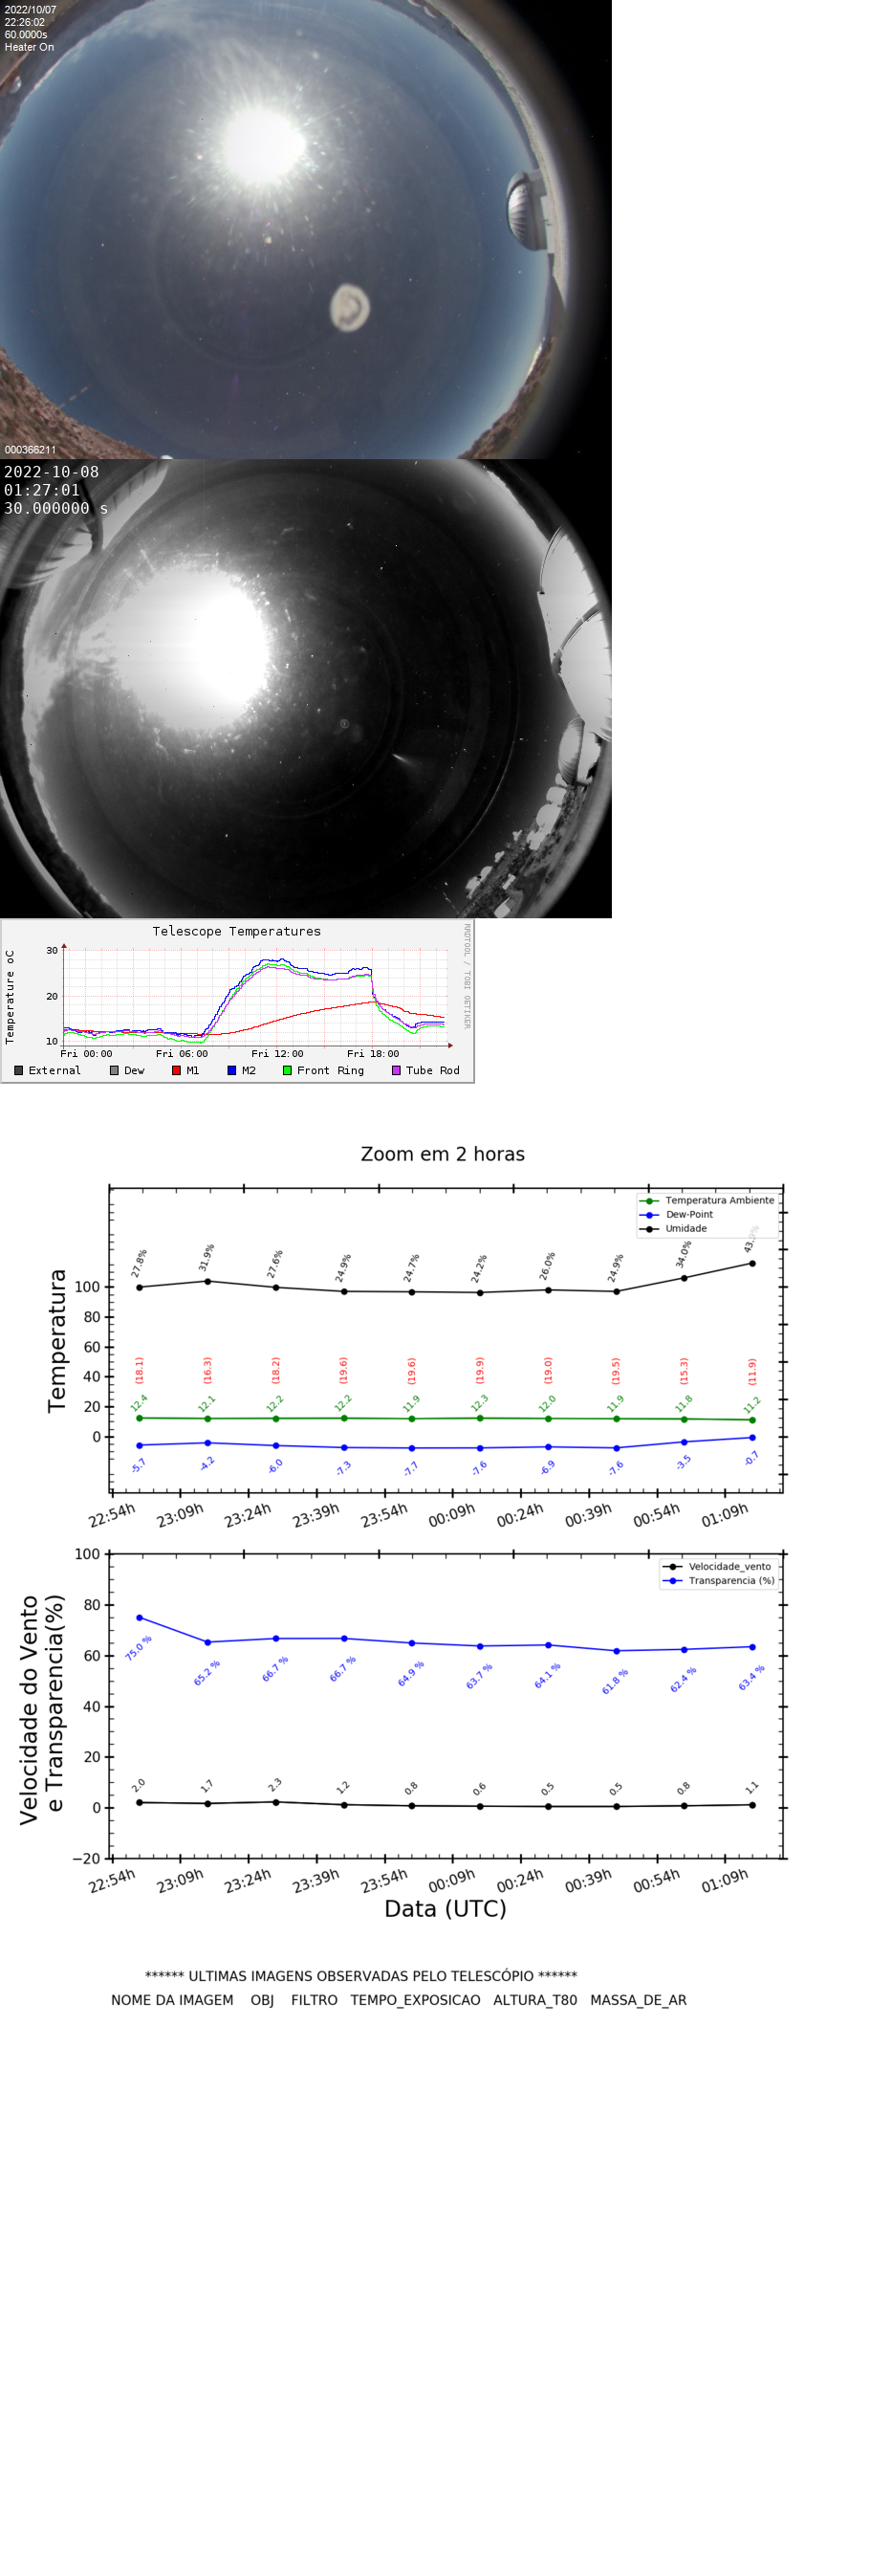 2022/10/07
22:26:02
60.0000s
Heater On
000366211
2022-10-08
01:27:01
30.000000 s
Telescope Temperatures
Temperature oC
RRDTOOL / TOBI OETIKER
30
20
10
Fri 00:00 Fri 06:00 Fri 12:00 Fri 18:00
External Dew M1 M2 Front Ring Tube Rod
Zoom em 2 horas
Temperatura
Temperatura Ambiente
Dew-Point
Umidade
27.8% 31.9% 27.6% 24.9% 24.7% 24.2% 26.0% 24.9% 34.0%
100
80
60
40
20
0
(18.1) (16.3) (18.2) (19.6) (19.6) (19.9) (19.0) (19.5) (15.3) (11.9)
12.4 12.1 12.2 12.2 11.9 12.3 12.0 11.9 11.8 11.2
-5.7 -4.2 -6.0 -7.3 -7.7 -7.6 -6.9 -7.6 -3.5 -0.7
22:54h 23:09h 23:24h 23:39h 23:54h 00:09h 00:24h 00:39h 00:54h 01:09h
Velocidade do Vento
e Transparencia(%)
Velocidade_vento
Transparencia (%)
100
80
60
40
20
0
−20
75.0 % 65.2 % 66.7 % 66.7 % 64.9 % 63.7 % 64.1 % 61.8 % 62.4 % 63.4 %
2.0 1.7 2.3 1.2 0.8 0.6 0.5 0.5 0.8 1.1
22:54h 23:09h 23:24h 23:39h 23:54h 00:09h 00:24h 00:39h 00:54h 01:09h
Data (UTC)
****** ULTIMAS IMAGENS OBSERVADAS PELO TELESCÓPIO ******
NOME DA IMAGEM OBJ FILTRO TEMPO_EXPOSICAO ALTURA_T80 MASSA_DE_AR